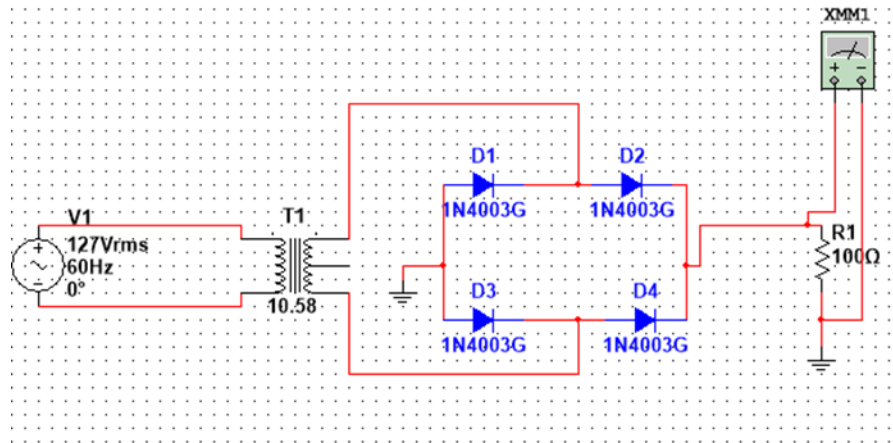 XMM1
D1
D2
1N4003G
1N4003G
V1
T1
127Vrms
60Hz
0°
10.58
R1
100Ω
D3
D4
1N4003G
1N4003G